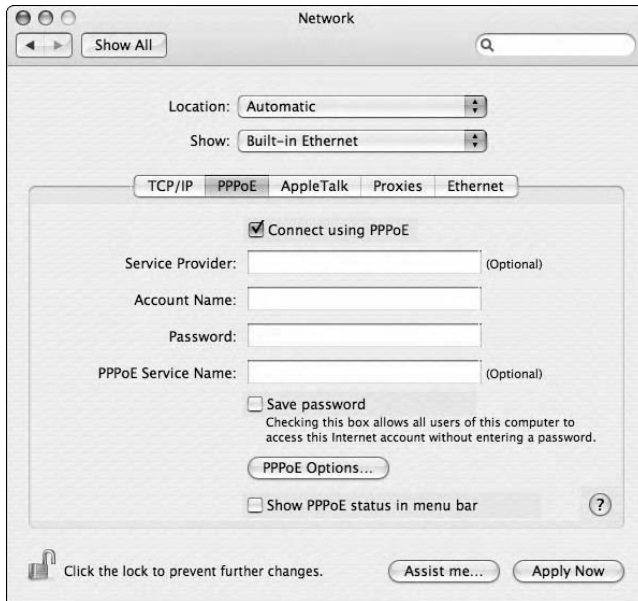 Network
Show All
Location: Automatic
Show: Built-in Ethernet
TCP/IP PPPoE AppleTalk Proxies Ethernet
Connect using PPPoE
Service Provider: (Optional)
Account Name:
Password:
PPPoE Service Name: (Optional)
Save password
Checking this box allows all users of this computer to
access this Internet account without entering a password.
PPPoE Options...
Show PPPoE status in menu bar
?
Click the lock to prevent further changes.
Assist me... Apply Now